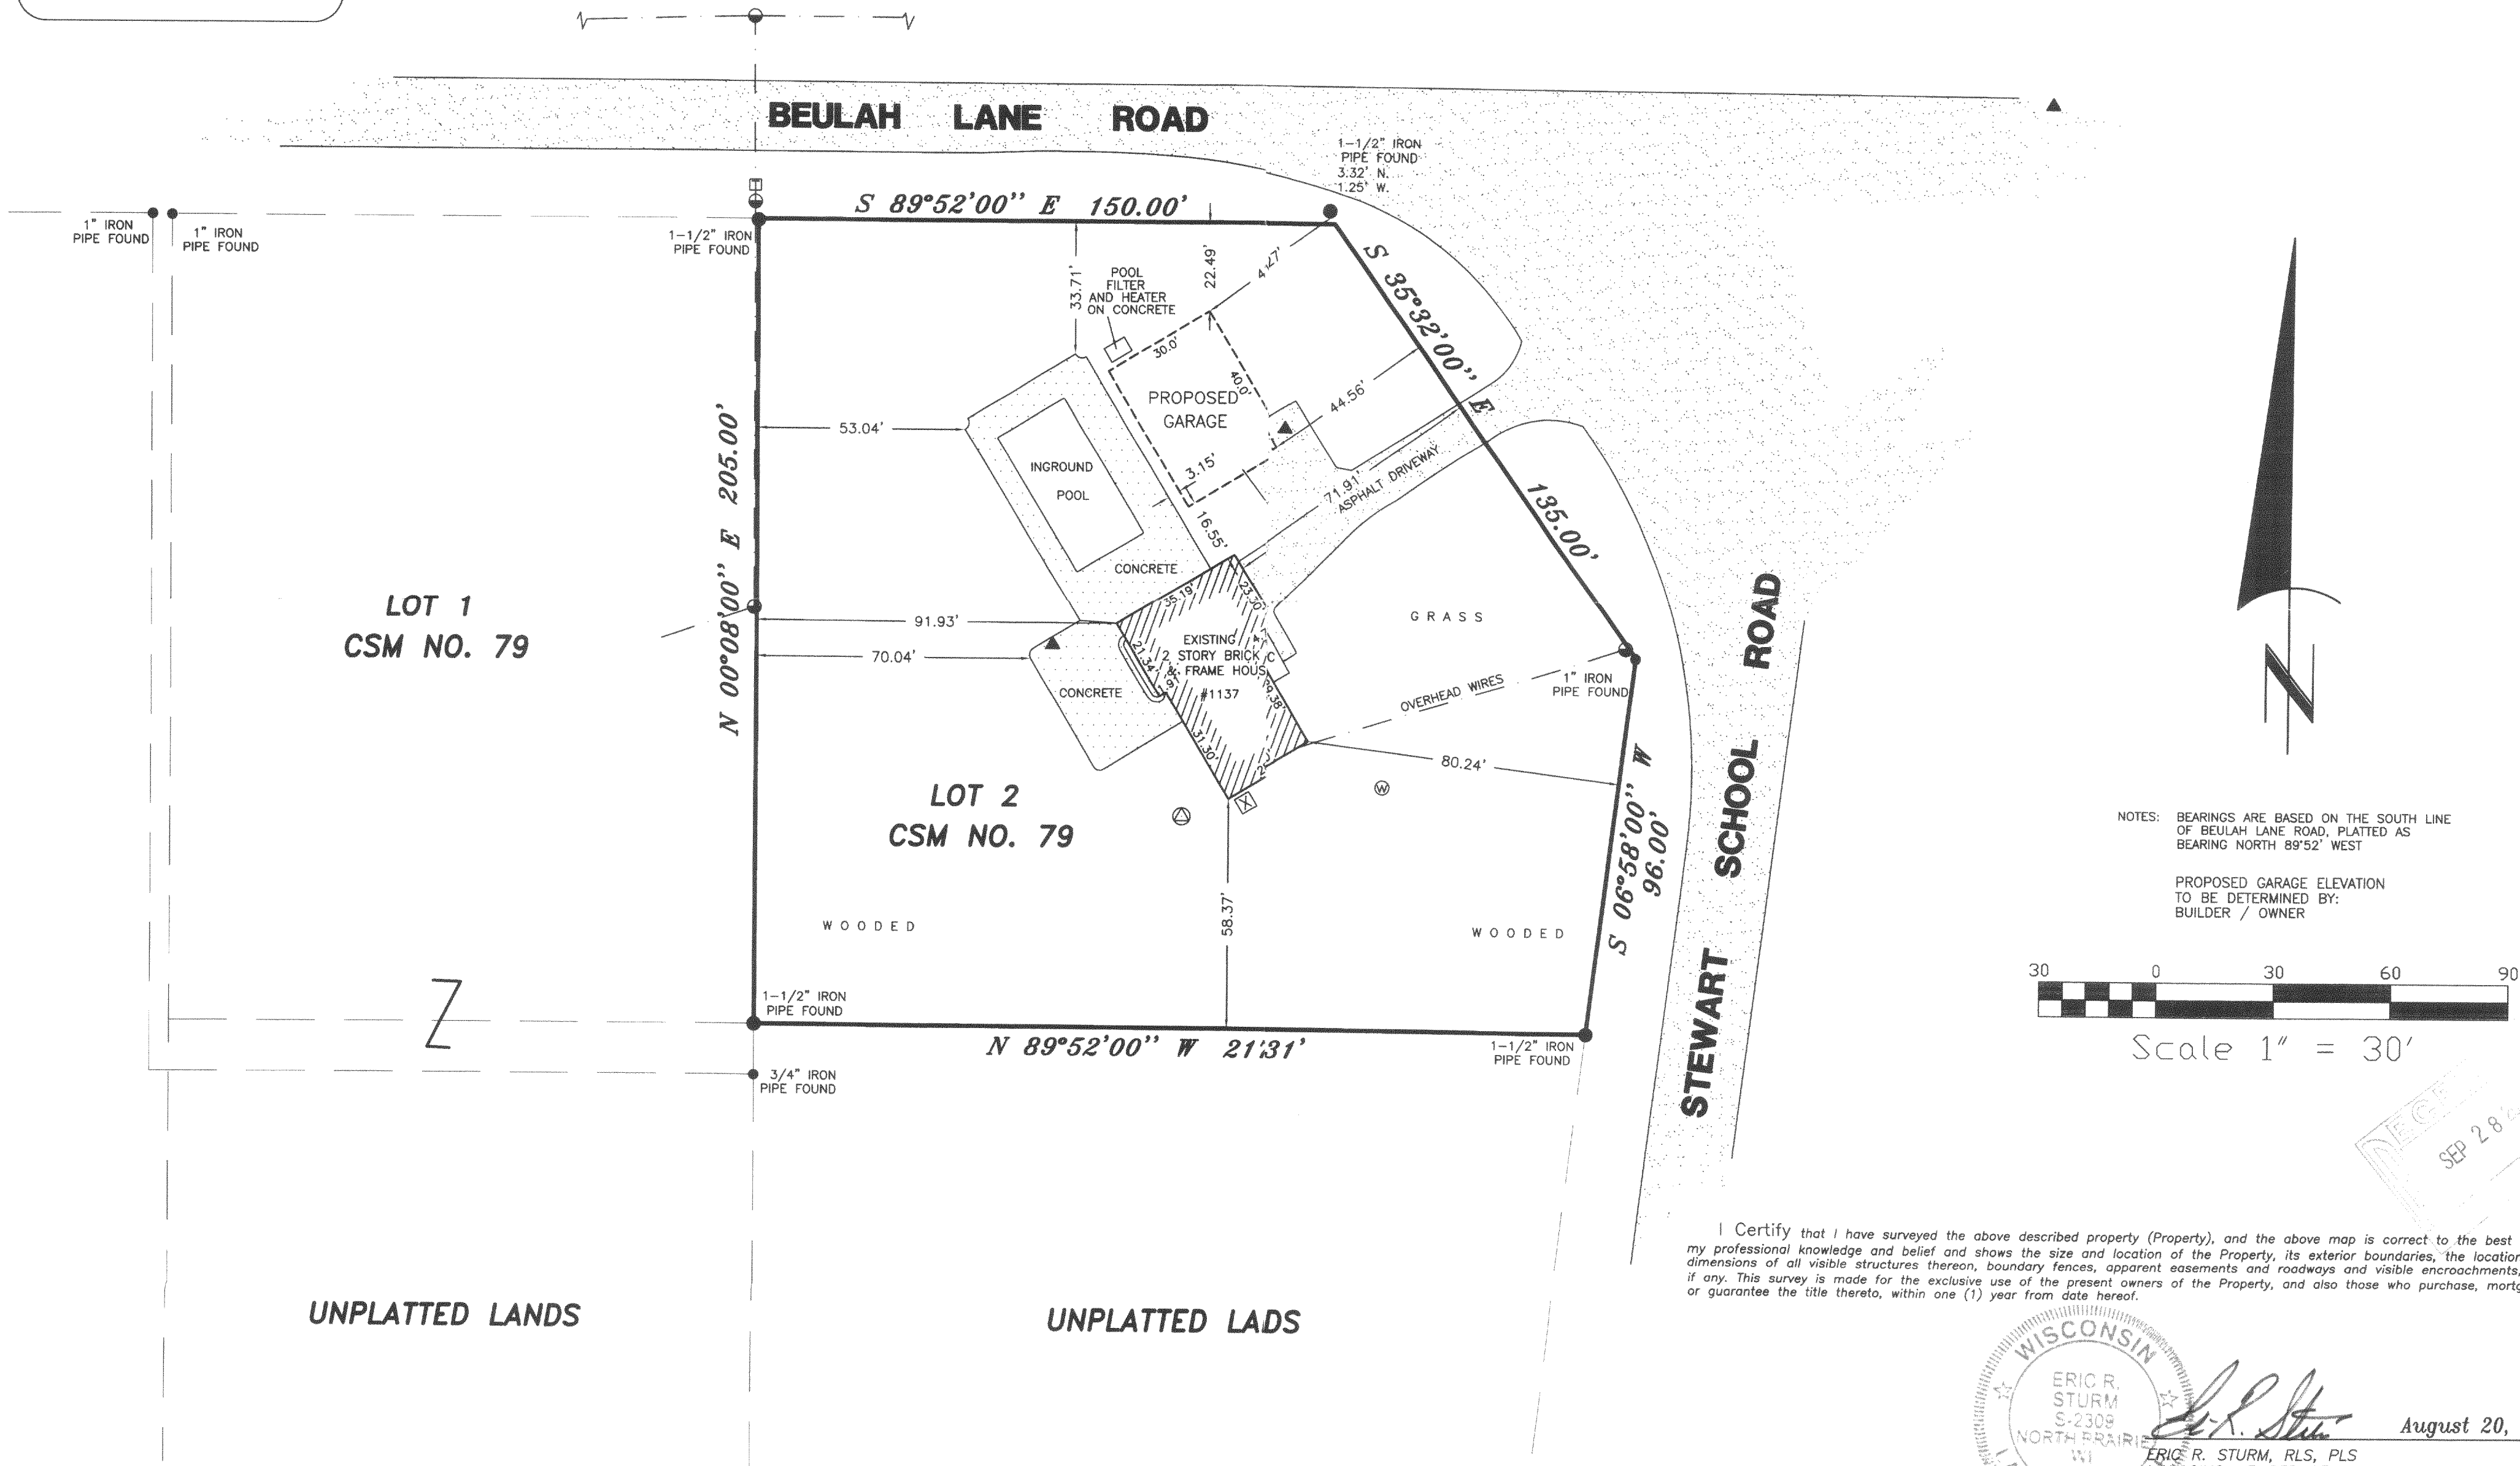 BEULAH LANE ROAD
1-1/2" IRON
PIPE FOUND
3.32' N.
1.25' W.
S 89°52'00" E 150.00'
1" IRON
PIPE FOUND
1" IRON
PIPE FOUND
1-1/2" IRON
PIPE FOUND
T
33.71'
POOL
FILTER
AND HEATER
ON CONCRETE
22.49'
S 35°32'00" E
135.00'
30.0'
40.0'
PROPOSED
GARAGE
44.56'
53.04'
INGROUND
POOL
3.15'
71.91'
ASPHALT DRIVEWAY
16.55'
N 00°08'00" E 205.00'
CONCRETE
35.19'
23.30'
LOT 1
CSM NO. 79
91.93'
GRASS
EXISTING
2 STORY BRICK
& FRAME HOUS
#1137
70.04'
21.34'
CONCRETE
31.30'
OVERHEAD WIRES
1" IRON
PIPE FOUND
80.24'
W
S 06°58'00" W
96.00'
STEWART SCHOOL ROAD
LOT 2
CSM NO. 79
58.37'
WOODED
WOODED
Z
1-1/2" IRON
PIPE FOUND
N 89°52'00" W 21'31'
1-1/2" IRON
PIPE FOUND
3/4" IRON
PIPE FOUND
UNPLATTED LANDS
UNPLATTED LADS
N
NOTES: BEARINGS ARE BASED ON THE SOUTH LINE
OF BEULAH LANE ROAD, PLATTED AS
BEARING NORTH 89°52' WEST
PROPOSED GARAGE ELEVATION
TO BE DETERMINED BY:
BUILDER / OWNER
30 0 30 60 90
Scale 1" = 30'
SEP 28
I Certify that I have surveyed the above described property (Property), and the above map is correct to the best
my professional knowledge and belief and shows the size and location of the Property, its exterior boundaries, the location
dimensions of all visible structures thereon, boundary fences, apparent easements and roadways and visible encroachments,
if any. This survey is made for the exclusive use of the present owners of the Property, and also those who purchase, mortg
or guarantee the title thereto, within one (1) year from date hereof.
WISCONSIN
ERIC R.
STURM
S-2309
NORTH PRAIRIE
WI
August 20,
ERIC R. STURM, RLS, PLS